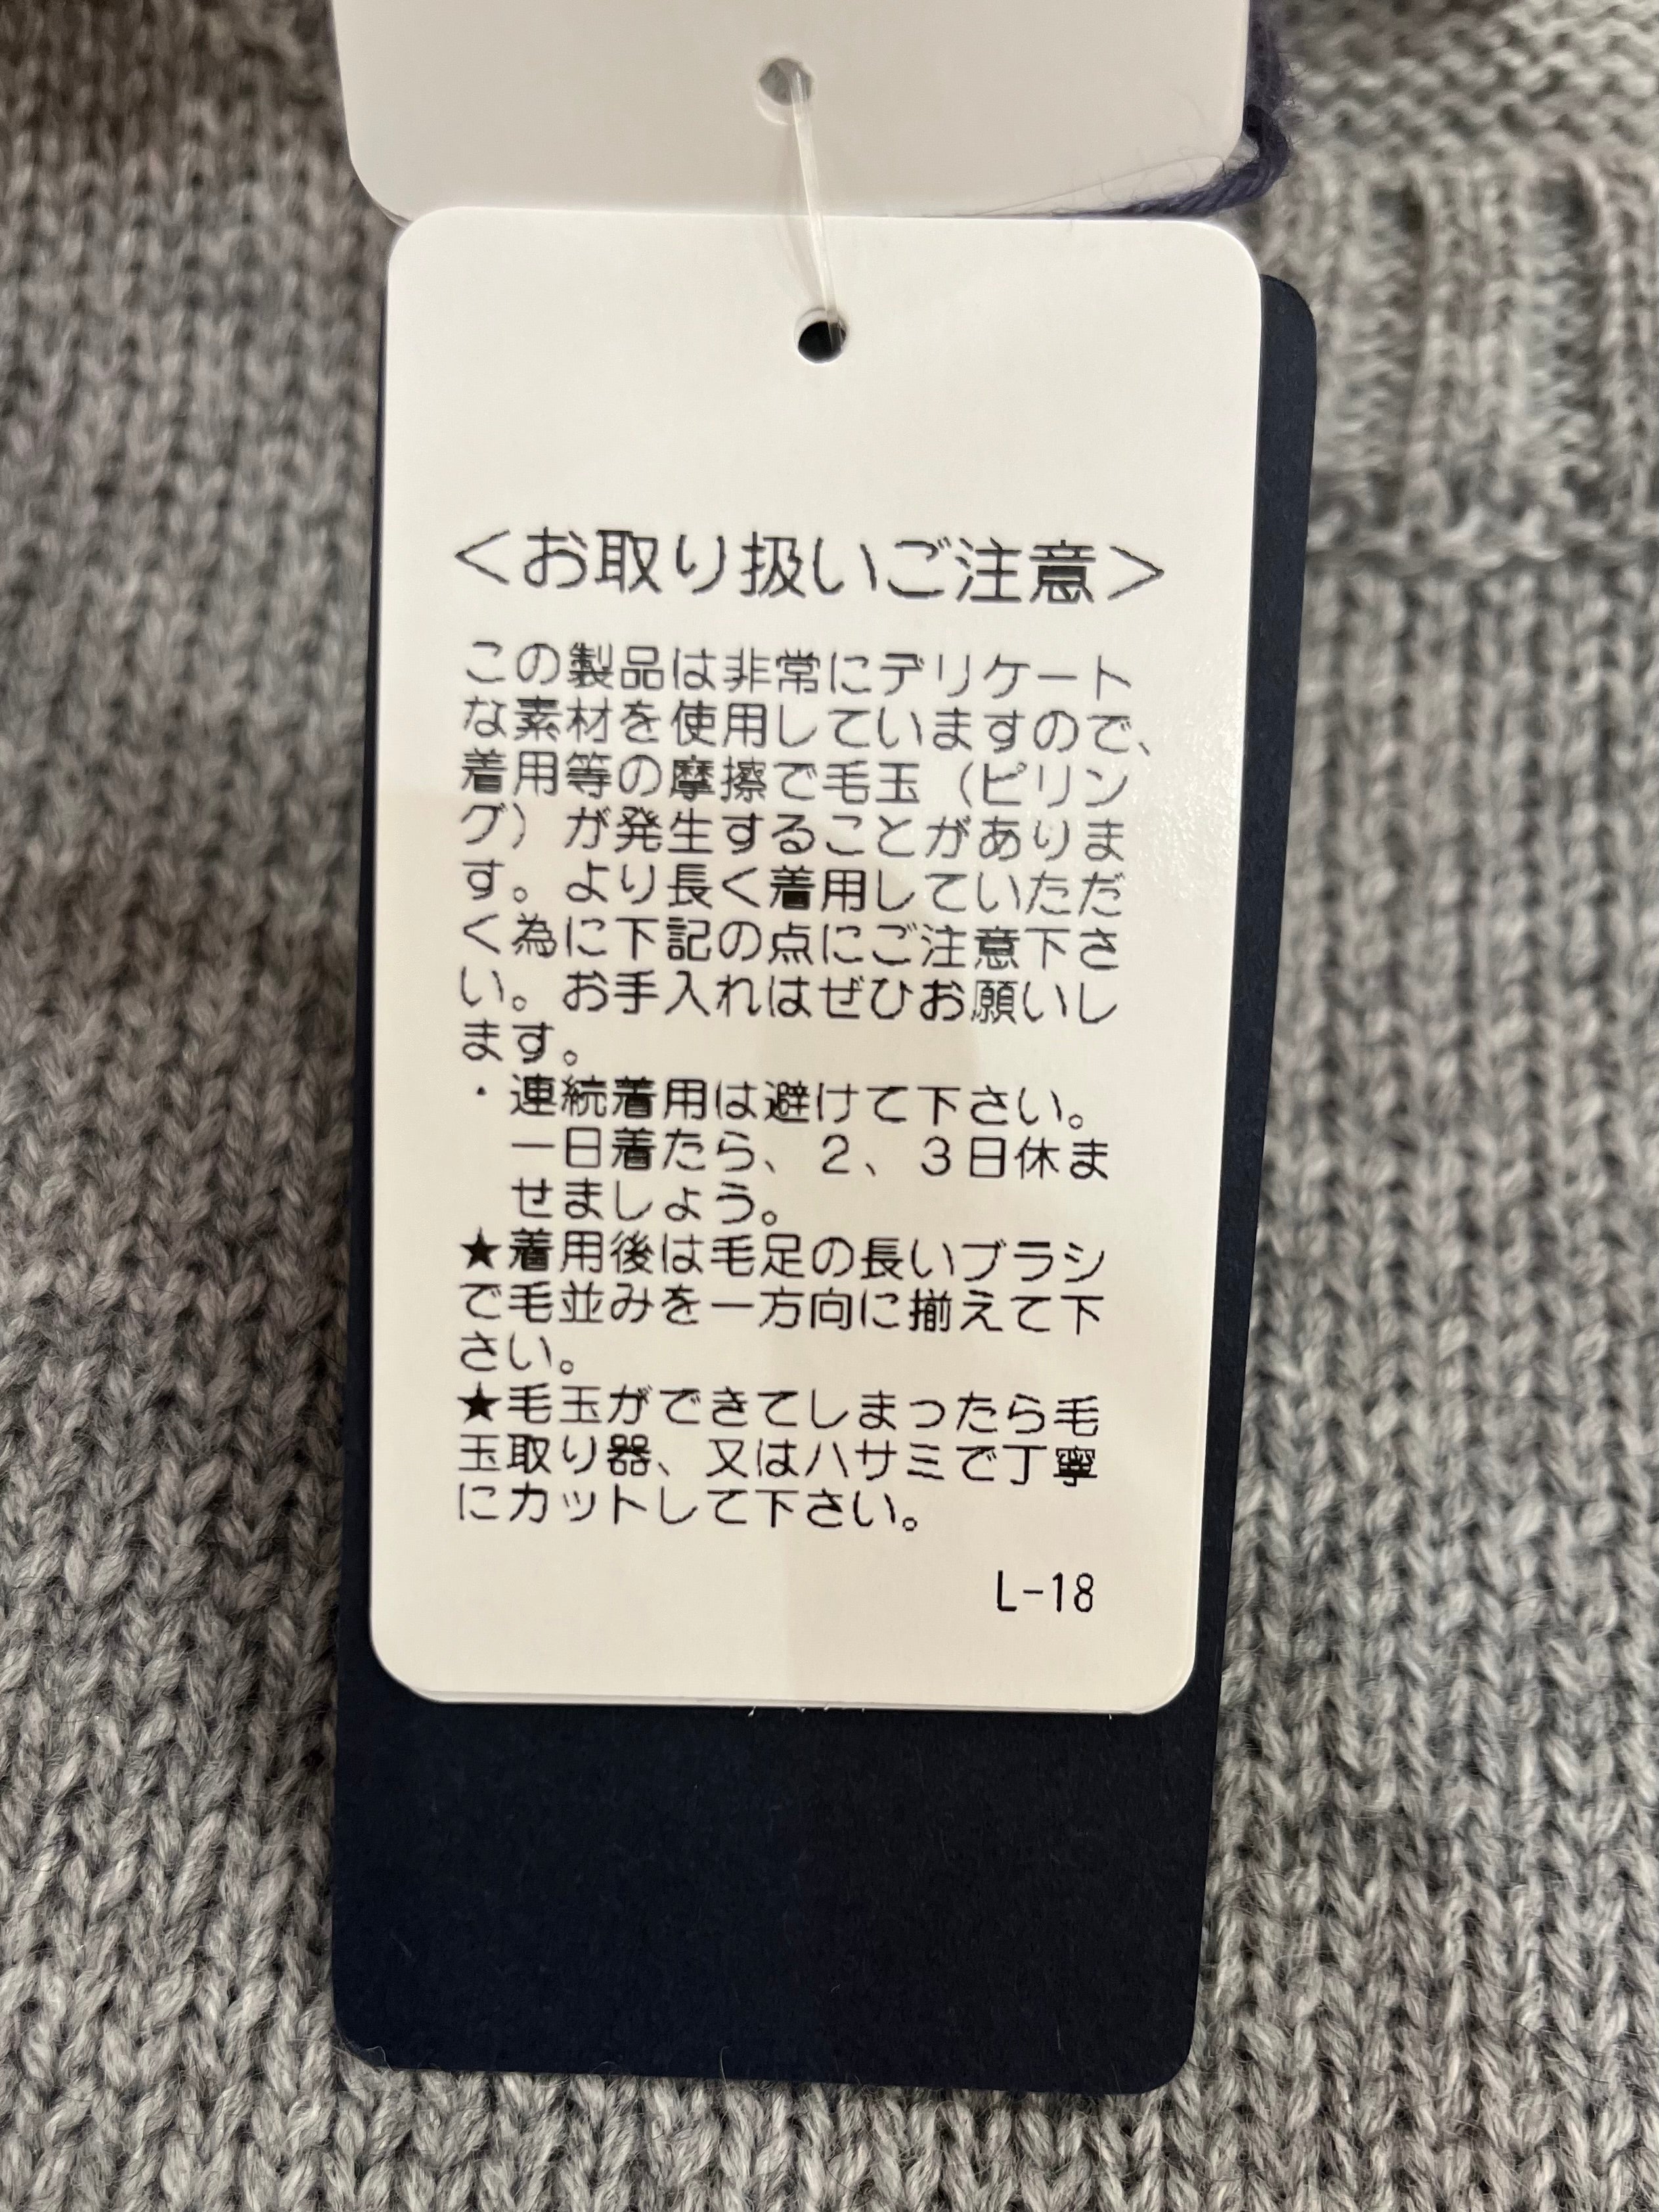 ＜お取り扱いご注意＞
この製品は非常にデリケート
な素材を使用していますので、
着用等の摩擦で毛玉（ピリン
グ）が発生することがありま
す。より長く着用していただ
く為に下記の点にご注意下さ
い。お手入れはぜひお願いし
ます。
・連続着用は避けて下さい。
一日着たら、２、３日休ま
せましょう。
★着用後は毛足の長いブラシ
で毛並みを一方向に揃えて下
さい。
★毛玉ができてしまったら毛
玉取り器、又はハサミで丁寧
にカットして下さい。
L-18